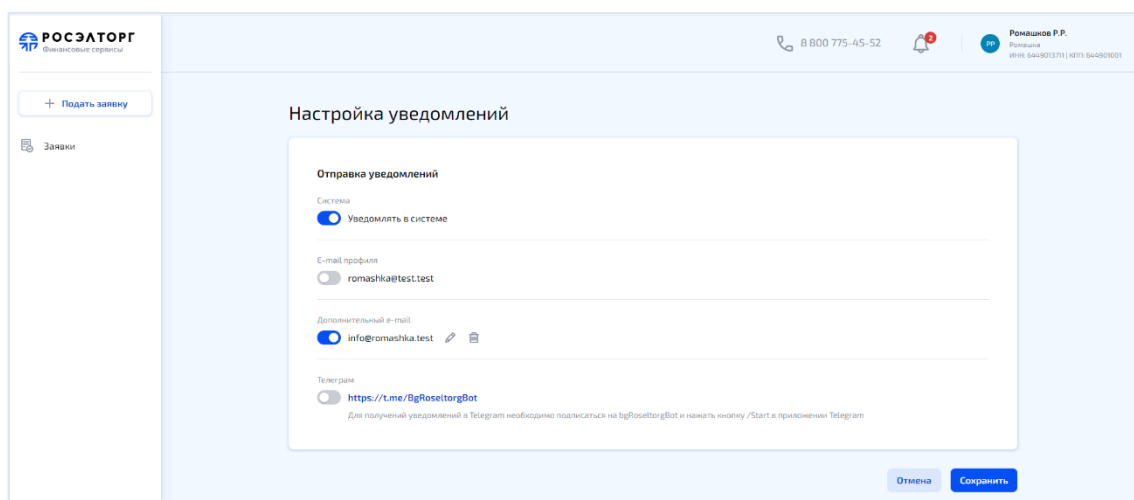 РОСЭЛТОРГ
Финансовые сервисы
8 800 775-45-52
2
РР
Ромашков Р.Р.
Ромашка
ИНН: 6449013711 | КПП: 644901001
+ Подать заявку
Заявки
Настройка уведомлений
Отправка уведомлений
Система
Уведомлять в системе
E-mail профиля
romashka@test.test
Дополнительный e-mail
info@romashka.test
Телеграм
https://t.me/BgRoseltorgBot
Для получений уведомлений в Telegram необходимо подписаться на bgRoseltorgBot и нажать кнопку /Start в приложении Telegram
Отмена
Сохранить